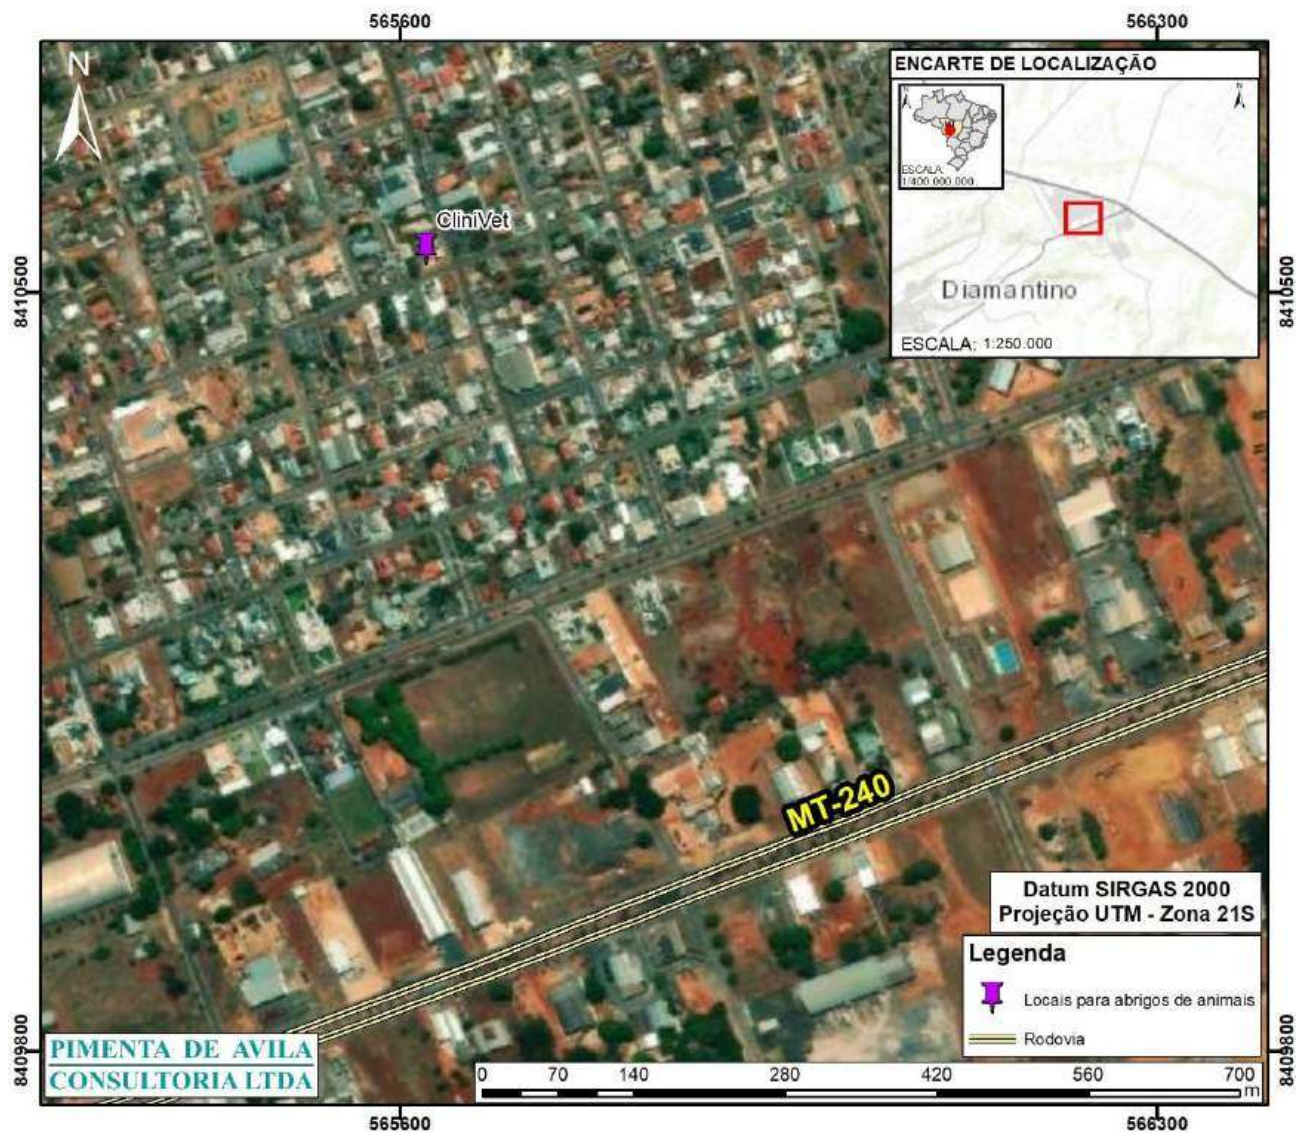 565600
566300
N
ENCARTE DE LOCALIZAÇÃO
ESCALA:
1/400.000.000
Diamantino
ESCALA: 1:250.000
CliniVet
8410500
8410500
MT-240
Datum SIRGAS 2000
Projeção UTM - Zona 21S
Legenda
Locais para abrigos de animais
Rodovia
8409800
8409800
PIMENTA DE AVILA
CONSULTORIA LTDA
0 70 140 280 420 560 700
m
565600
566300